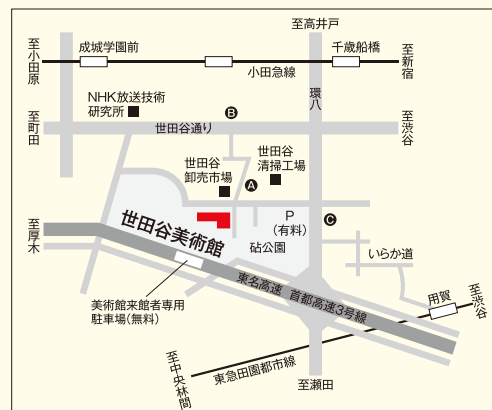 至高井戸
至小田原
成城学園前
千歳船橋
至新宿
小田急線
NHK放送技術
研究所
環八
B
至町田
世田谷通り
至渋谷
世田谷
卸売市場
世田谷
清掃工場
A
P
(有料)
C
至厚木
世田谷美術館
砧公園
いらか道
美術館来館者専用
駐車場(無料)
東名高速
首都高速3号線
用賀
至渋谷
至中央林間
東急田園都市線
至瀬田